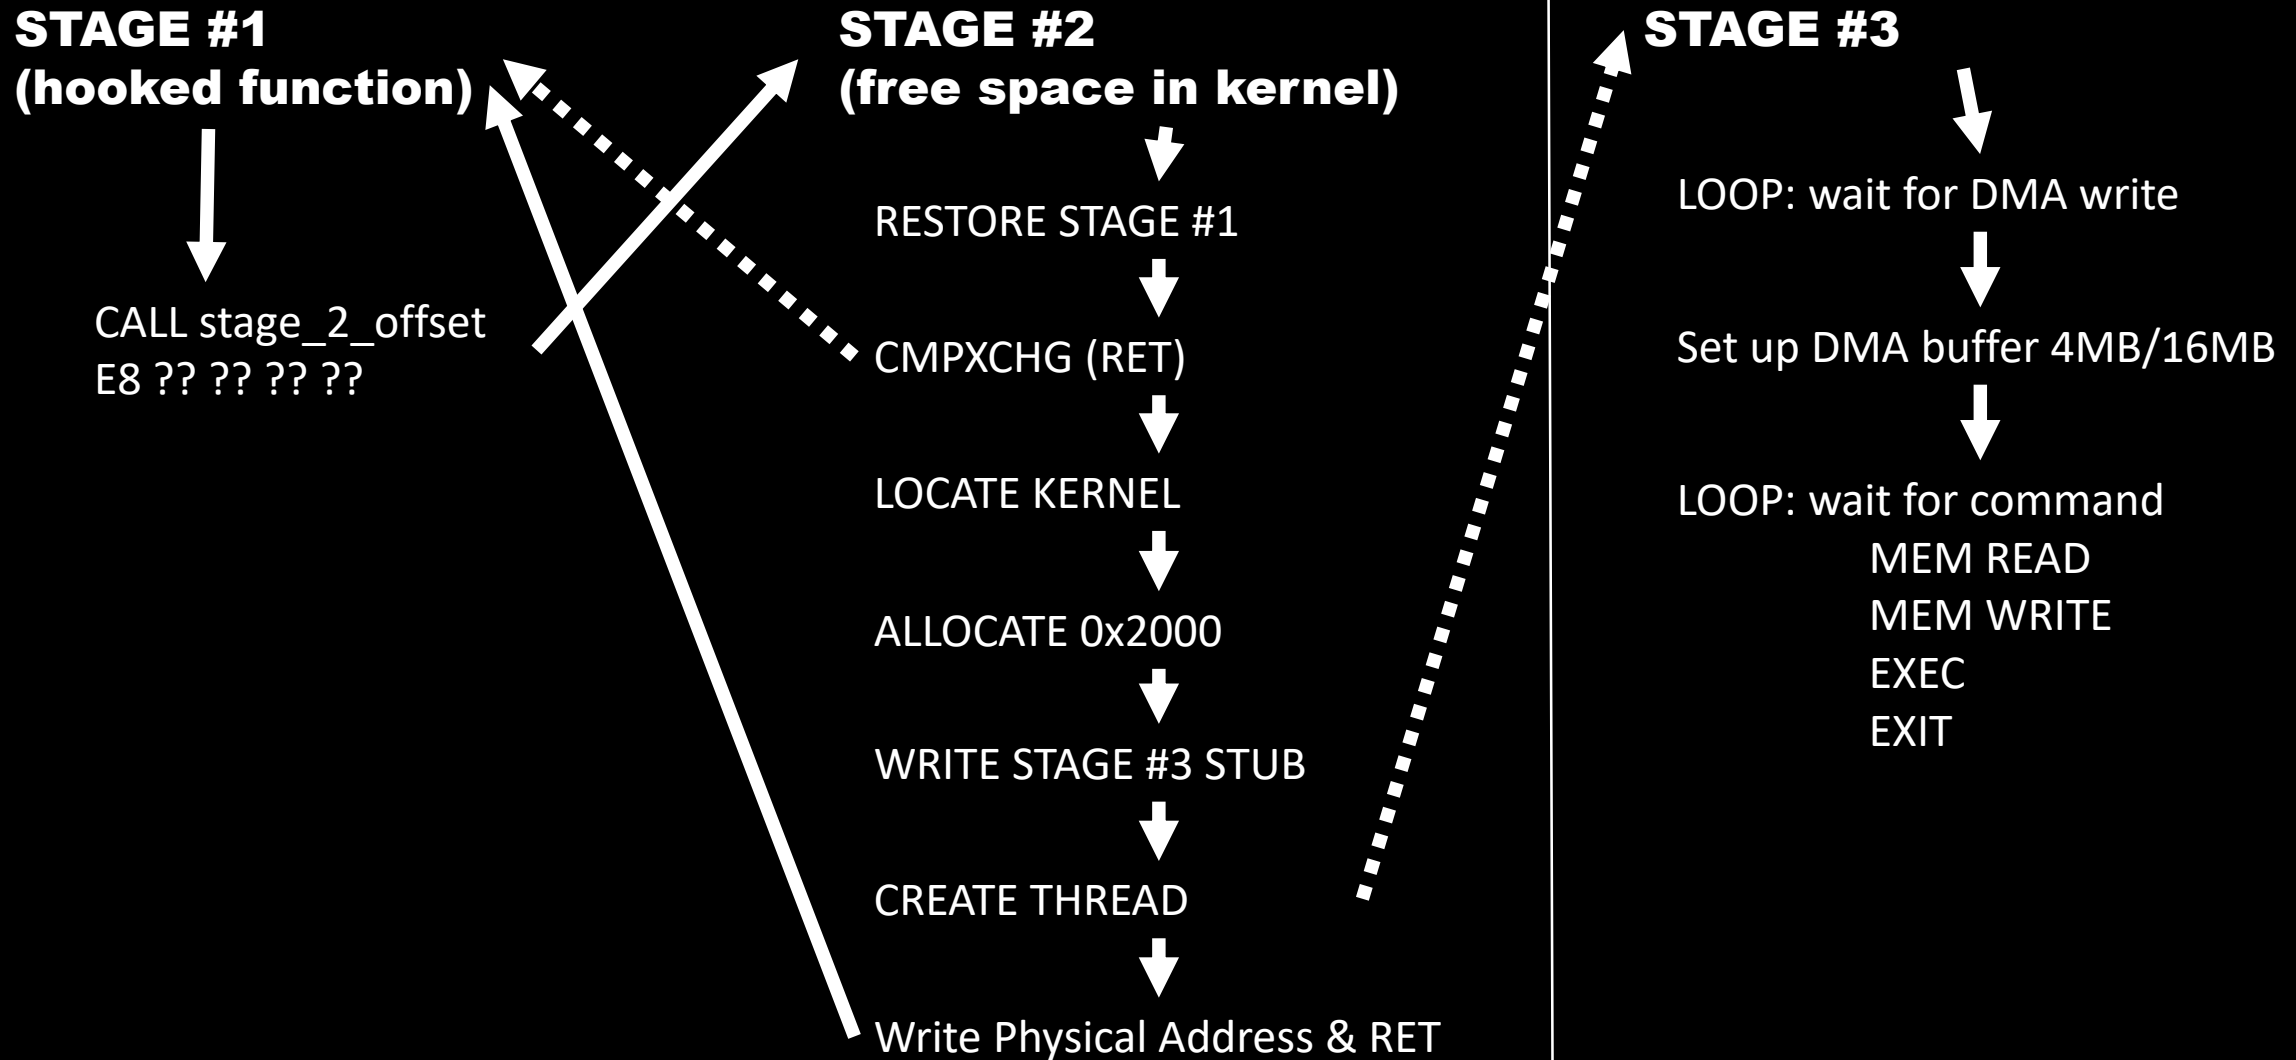 STAGE #1
(hooked function)
CALL stage_2_offset
E8 ?? ?? ?? ??
STAGE #2
(free space in kernel)
RESTORE STAGE #1
CMPXCHG (RET)
LOCATE KERNEL
ALLOCATE 0x2000
WRITE STAGE #3 STUB
CREATE THREAD
Write Physical Address & RET
STAGE #3
LOOP: wait for DMA write
Set up DMA buffer 4MB/16MB
LOOP: wait for command
MEM READ
MEM WRITE
EXEC
EXIT